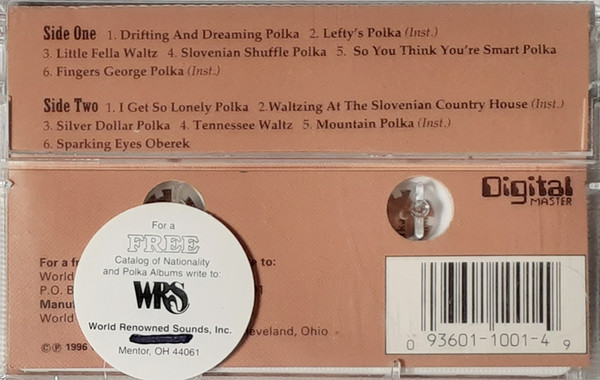 Side One 1. Drifting And Dreaming Polka 2. Lefty's Polka (Inst.)
3. Little Fella Waltz 4. Slovenian Shuffle Polka 5. So You Think You're Smart Polka
6. Fingers George Polka (Inst.)
Side Two 1. I Get So Lonely Polka 2.Waltzing At The Slovenian Country House (Inst.)
3. Silver Dollar Polka 4. Tennessee Waltz 5. Mountain Polka (Inst.)
6. Sparking Eyes Oberek
Digital
MASTER
For a
FREE
Catalog of Nationality
and Polka Albums write to:
WRS
World Renowned Sounds, Inc.
Mentor, OH 44061
For a fr to:
World
P.O. B 1
Manu
World eveland, Ohio
© ℗ 1996
0 93601-1001-4 9